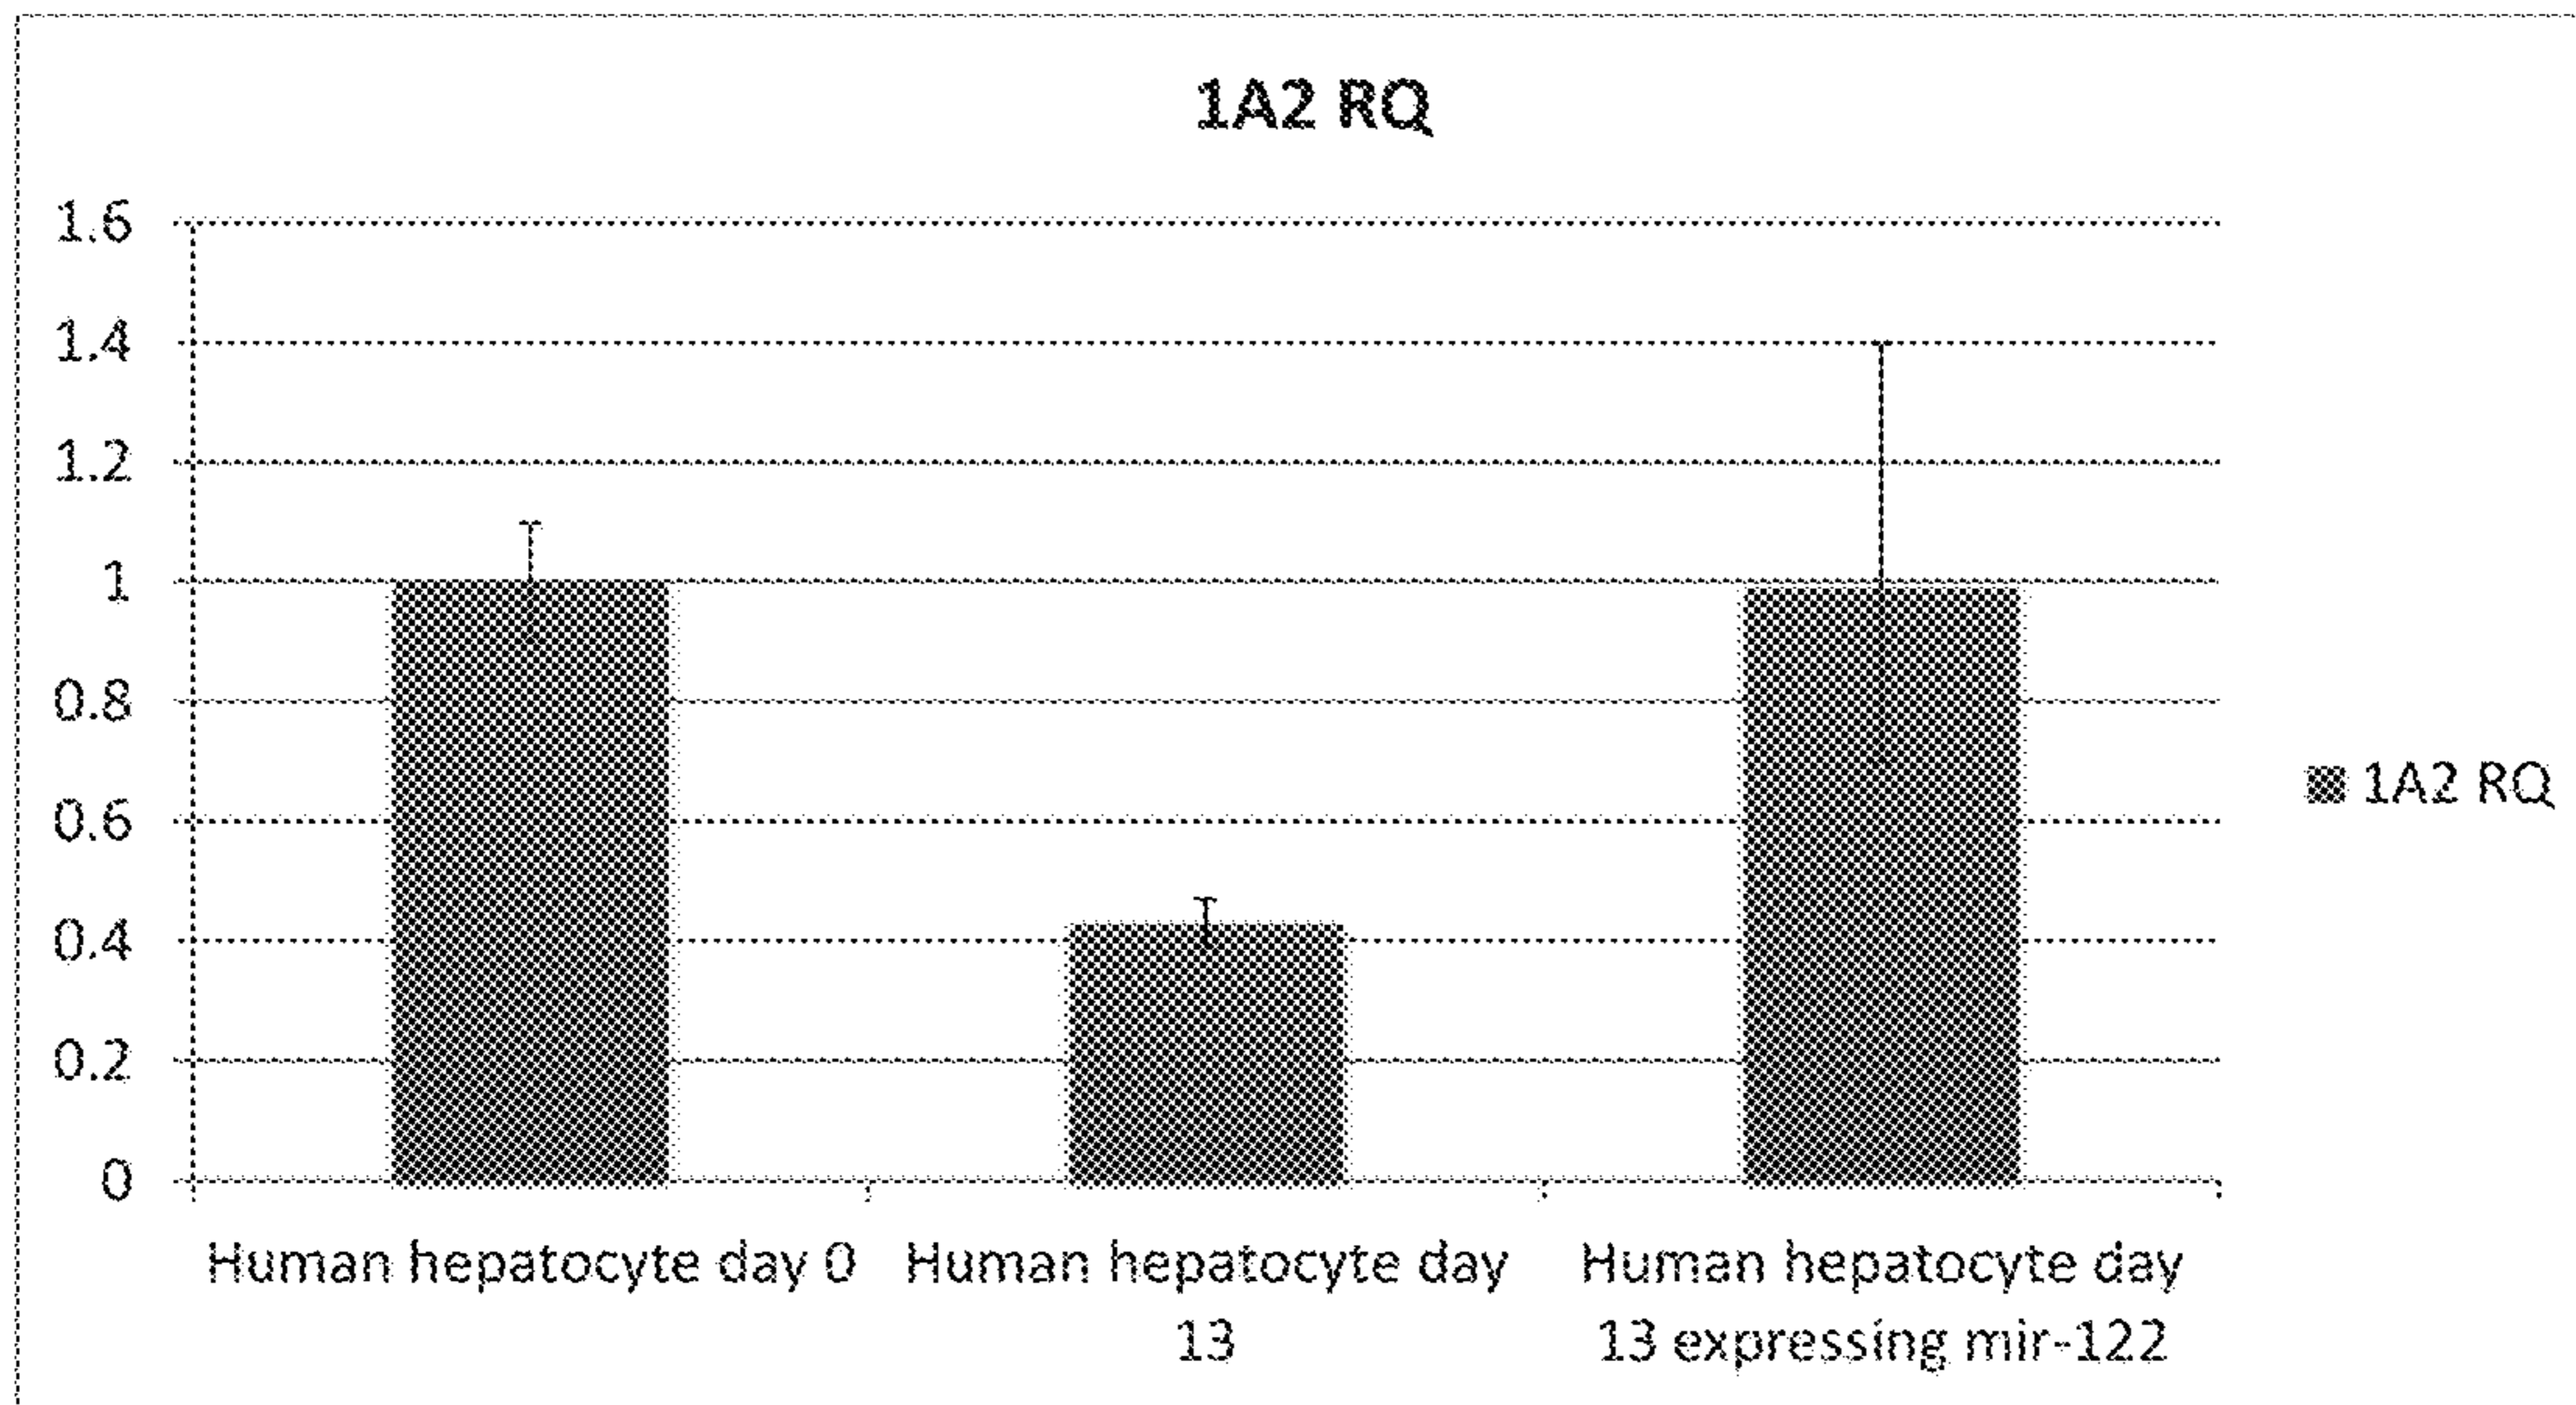 1A2 RQ
1.6
1.4
1.2
1
0.8
0.6
0.4
0.2
0
1A2 RQ
Human hepatocyte day 0
Human hepatocyte day
13
Human hepatocyte day
13 expressing mir-122